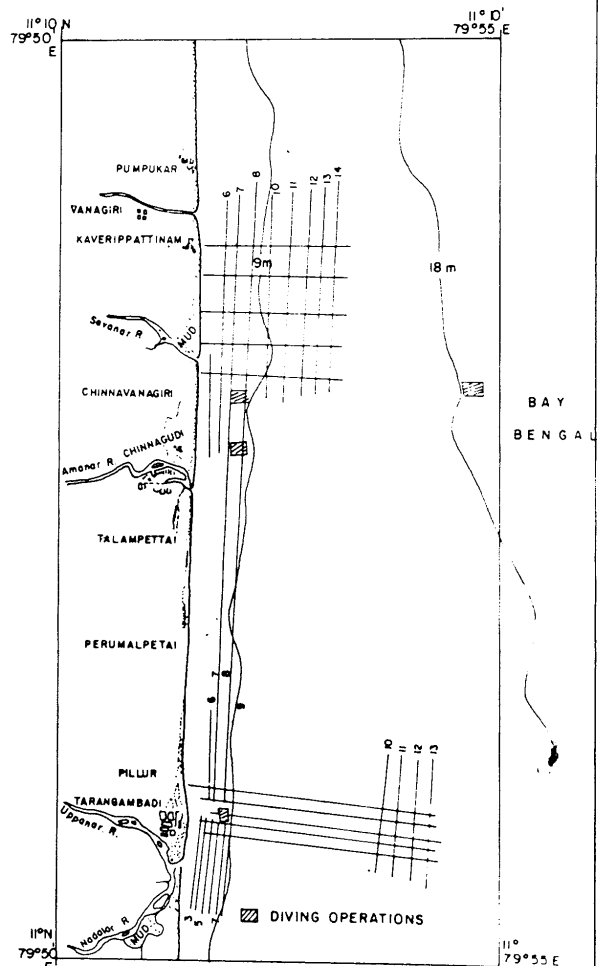 11° 10' N
79° 50'
E
11° 10'
79° 55' E
PUMPUKAR
VANAGIRI
KAVERIPPATTINAM
6
7
8
10
11
12
13
14
9m
18 m
MUD
CHINNAVANAGIRI
CHINNAGUDI
Amanar R.
BAY
BENGAL
TALAMPETTAI
PERUMALPETAI
7
8
6
9
10
11
12
13
PILLUR
TARANGAMBADI
Uppanar R.
3
5
7
DIVING OPERATIONS
Nadalar R
MUD
11°N
79° 50'
E
11°
79° 55 E